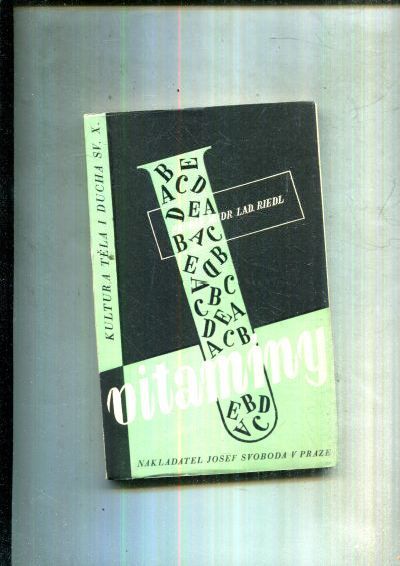 KULTURA TĚLA I DUCHA SV. X.
DR LAD. RIEDL
vitaminy
NAKLADATEL JOSEF SVOBODA V PRAZE